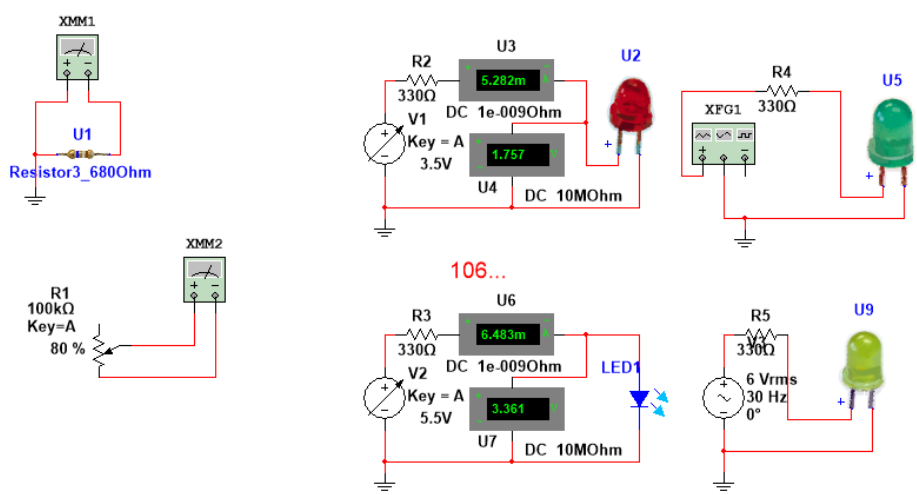 XMM1
U1
Resistor3_680Ohm
XMM2
R1
100kΩ
Key=A
80 %
R2
330Ω
U3
5.282m
DC 1e-009Ohm
V1
Key = A
3.5V
1.757
U4
DC 10MOhm
U2
R4
330Ω
XFG1
U5
106...
R3
330Ω
U6
6.483m
DC 1e-009Ohm
V2
Key = A
5.5V
3.361
U7
DC 10MOhm
LED1
R5
330Ω
6 Vrms
30 Hz
0°
U9